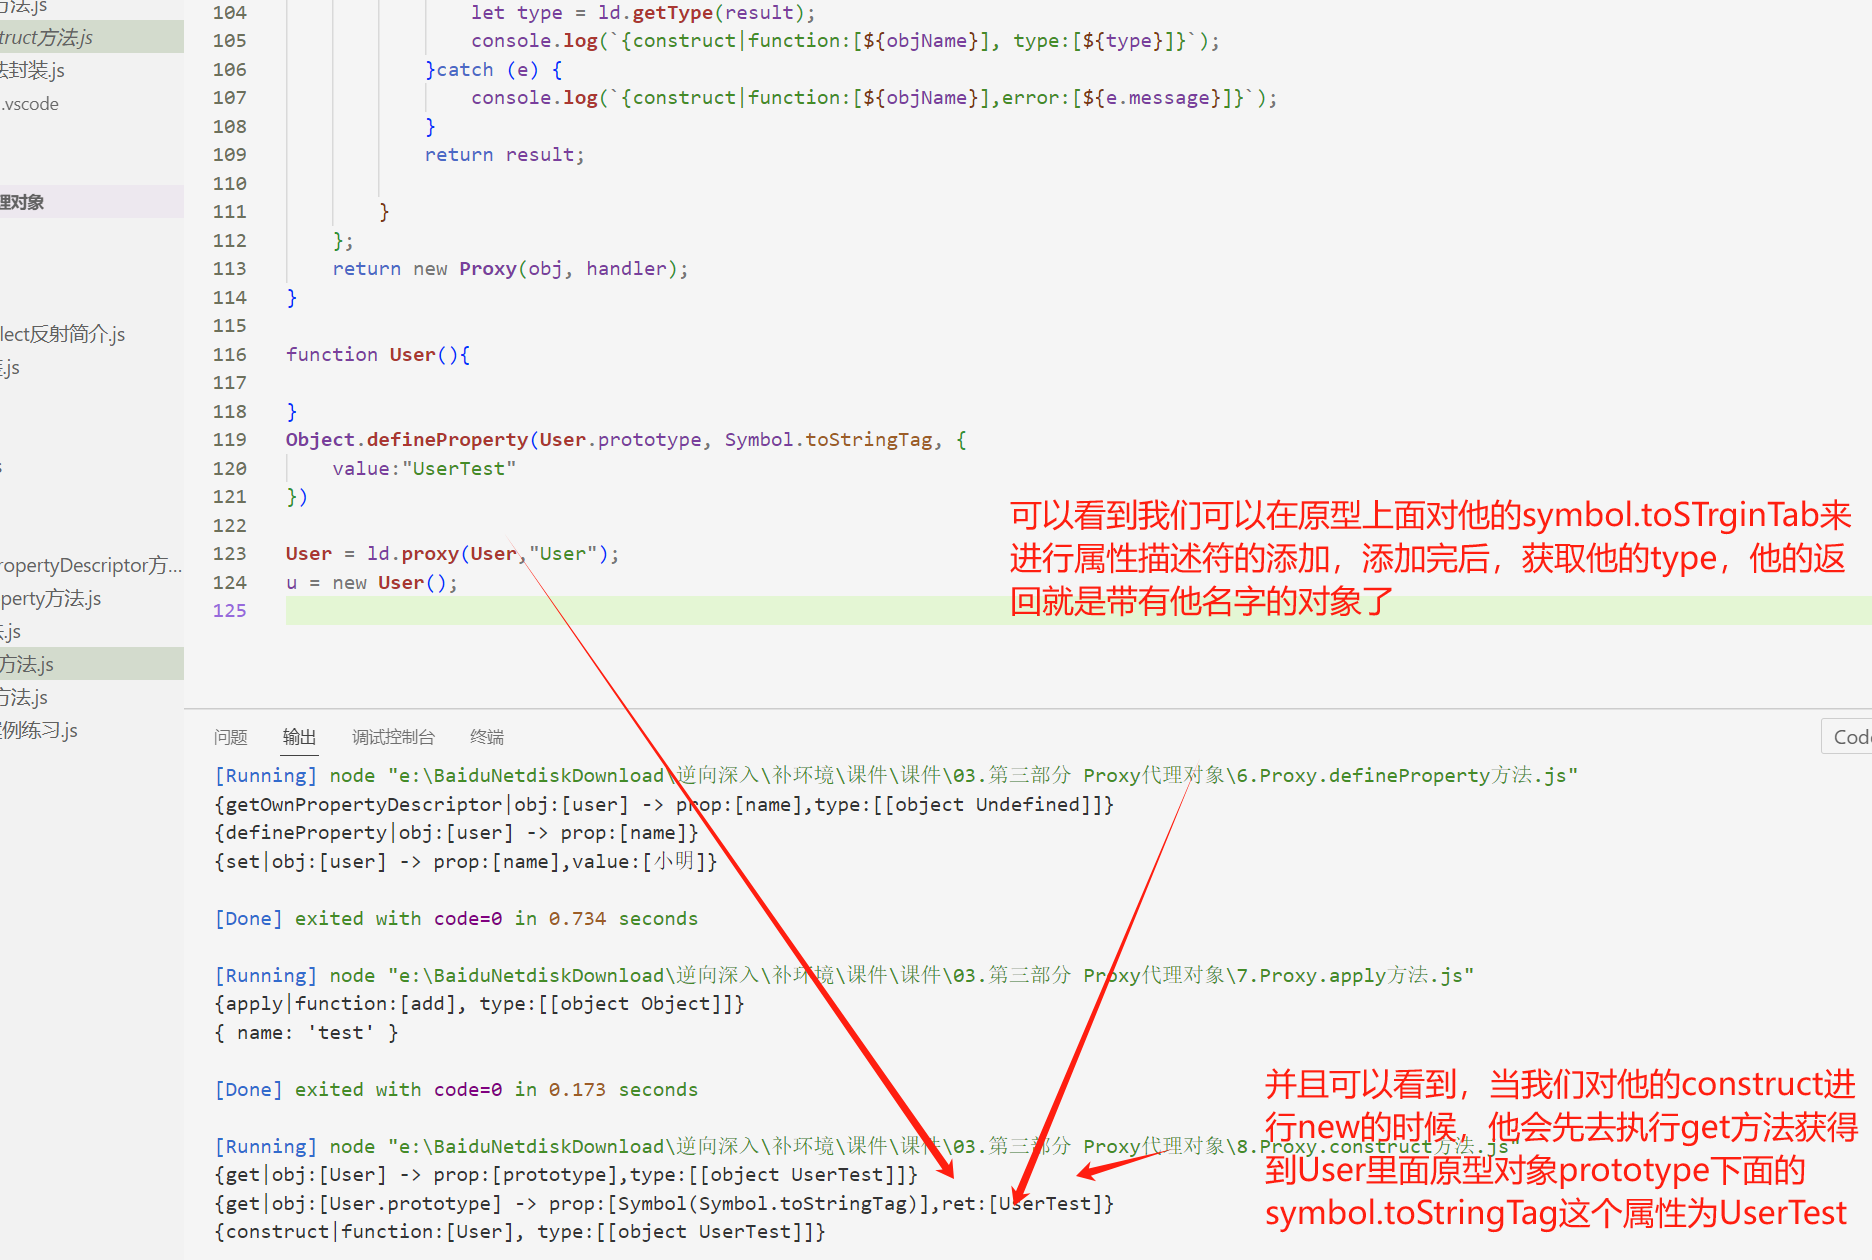 方法.js
truct方法.js
法封装.js
.vscode
理对象
lect反射简介.js
.js
s
ropertyDescriptor方...
perty方法.js
.js
方法.js
方法.js
例练习.js
104 let type = ld.getType(result);
105 console.log(`{construct|function:[${objName}], type:[${type}]}`);
106 }catch (e) {
107 console.log(`{construct|function:[${objName}],error:[${e.message}]}`);
108 }
109 return result;
110
111 }
112 };
113 return new Proxy(obj, handler);
114 }
115
116 function User(){
117
118 }
119 Object.defineProperty(User.prototype, Symbol.toStringTag, {
120 value:"UserTest"
121 })
122
123 User = ld.proxy(User,"User");
124 u = new User();
125
可以看到我们可以在原型上面对他的symbol.toSTrginTab来
进行属性描述符的添加，添加完后，获取他的type，他的返
回就是带有他名字的对象了
问题 输出 调试控制台 终端
Code
[Running] node "e:\BaiduNetdiskDownload\逆向深入\补环境\课件\课件\03.第三部分 Proxy代理对象\6.Proxy.defineProperty方法.js"
{getOwnPropertyDescriptor|obj:[user] -> prop:[name],type:[[object Undefined]]}
{defineProperty|obj:[user] -> prop:[name]}
{set|obj:[user] -> prop:[name],value:[小明]}
[Done] exited with code=0 in 0.734 seconds
[Running] node "e:\BaiduNetdiskDownload\逆向深入\补环境\课件\课件\03.第三部分 Proxy代理对象\7.Proxy.apply方法.js"
{apply|function:[add], type:[[object Object]]}
{ name: 'test' }
[Done] exited with code=0 in 0.173 seconds
[Running] node "e:\BaiduNetdiskDownload\逆向深入\补环境\课件\课件\03.第三部分 Proxy代理对象\8.Proxy.construct方法.js"
{get|obj:[User] -> prop:[prototype],type:[[object UserTest]]}
{get|obj:[User.prototype] -> prop:[Symbol(Symbol.toStringTag)],ret:[UserTest]}
{construct|function:[User], type:[[object UserTest]]}
并且可以看到，当我们对他的construct进
行new的时候，他会先去执行get方法获得
到User里面原型对象prototype下面的
symbol.toStringTag这个属性为UserTest